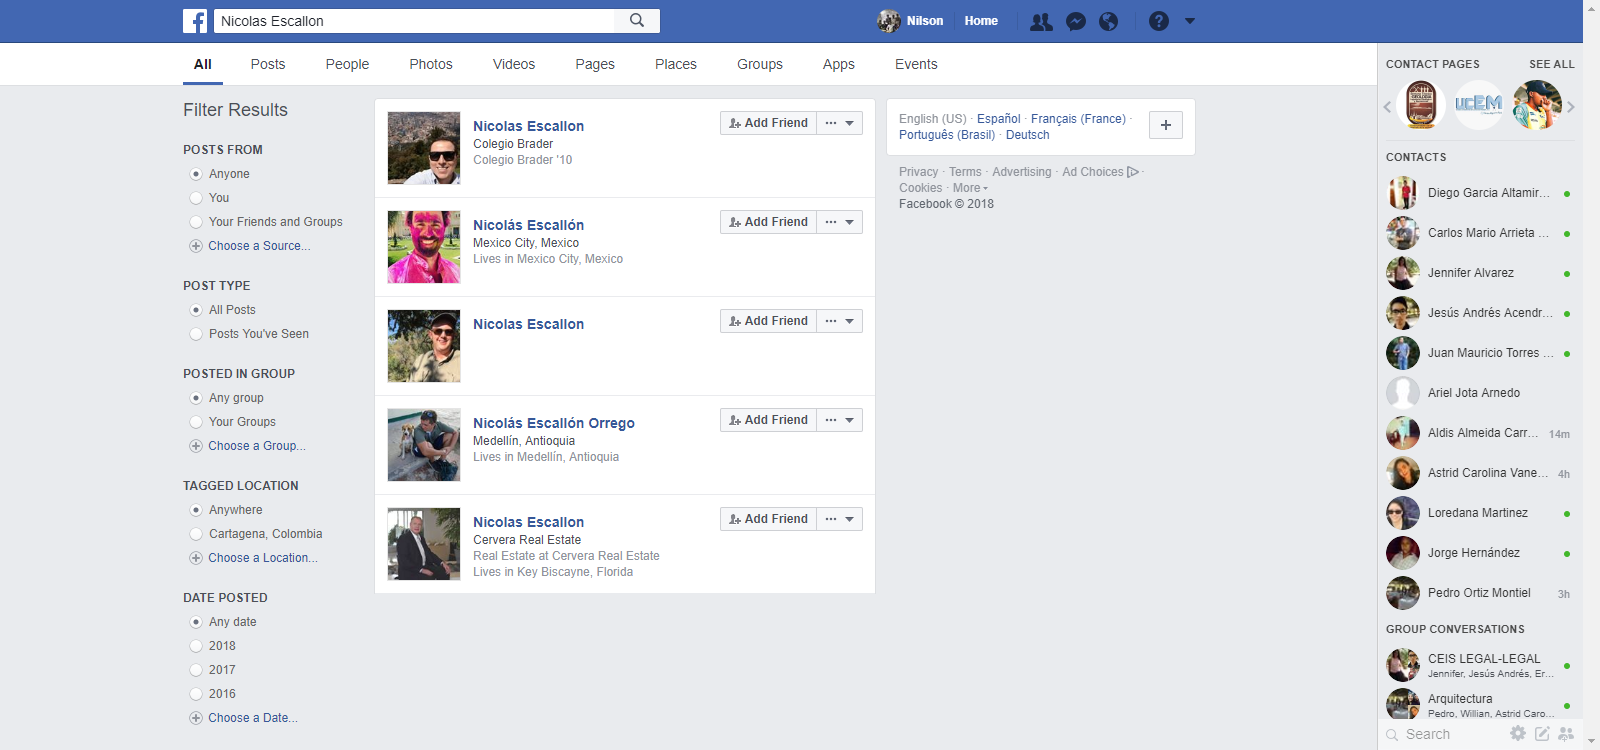 Nicolas Escallon
Nilson
Home
All
Posts
People
Photos
Videos
Pages
Places
Groups
Apps
Events
Filter Results
POSTS FROM
Anyone
You
Your Friends and Groups
Choose a Source...
POST TYPE
All Posts
Posts You've Seen
POSTED IN GROUP
Any group
Your Groups
Choose a Group...
TAGGED LOCATION
Anywhere
Cartagena, Colombia
Choose a Location...
DATE POSTED
Any date
2018
2017
2016
Choose a Date...
Nicolas Escallon
Add Friend
Colegio Brader
Colegio Brader '10
Nicolás Escallón
Add Friend
Mexico City, Mexico
Lives in Mexico City, Mexico
Nicolas Escallon
Add Friend
Nicolás Escallón Orrego
Add Friend
Medellín, Antioquia
Lives in Medellín, Antioquia
Nicolas Escallon
Add Friend
Cervera Real Estate
Real Estate at Cervera Real Estate
Lives in Key Biscayne, Florida
English (US) · Español · Français (France) ·
Português (Brasil) · Deutsch
Privacy · Terms · Advertising · Ad Choices ·
Cookies · More
Facebook © 2018
CONTACT PAGES
SEE ALL
UCEM
CONTACTS
Diego Garcia Altamir...
Carlos Mario Arrieta ...
Jennifer Alvarez
Jesús Andrés Acendr...
Juan Mauricio Torres ...
Ariel Jota Arnedo
Aldis Almeida Carr... 14m
Astrid Carolina Vane... 4h
Loredana Martinez
Jorge Hernández
Pedro Ortiz Montiel 3h
GROUP CONVERSATIONS
CEIS LEGAL-LEGAL
Jennifer, Jesús Andrés, Er...
Arquitectura
Pedro, Willian, Astrid Caro...
Search